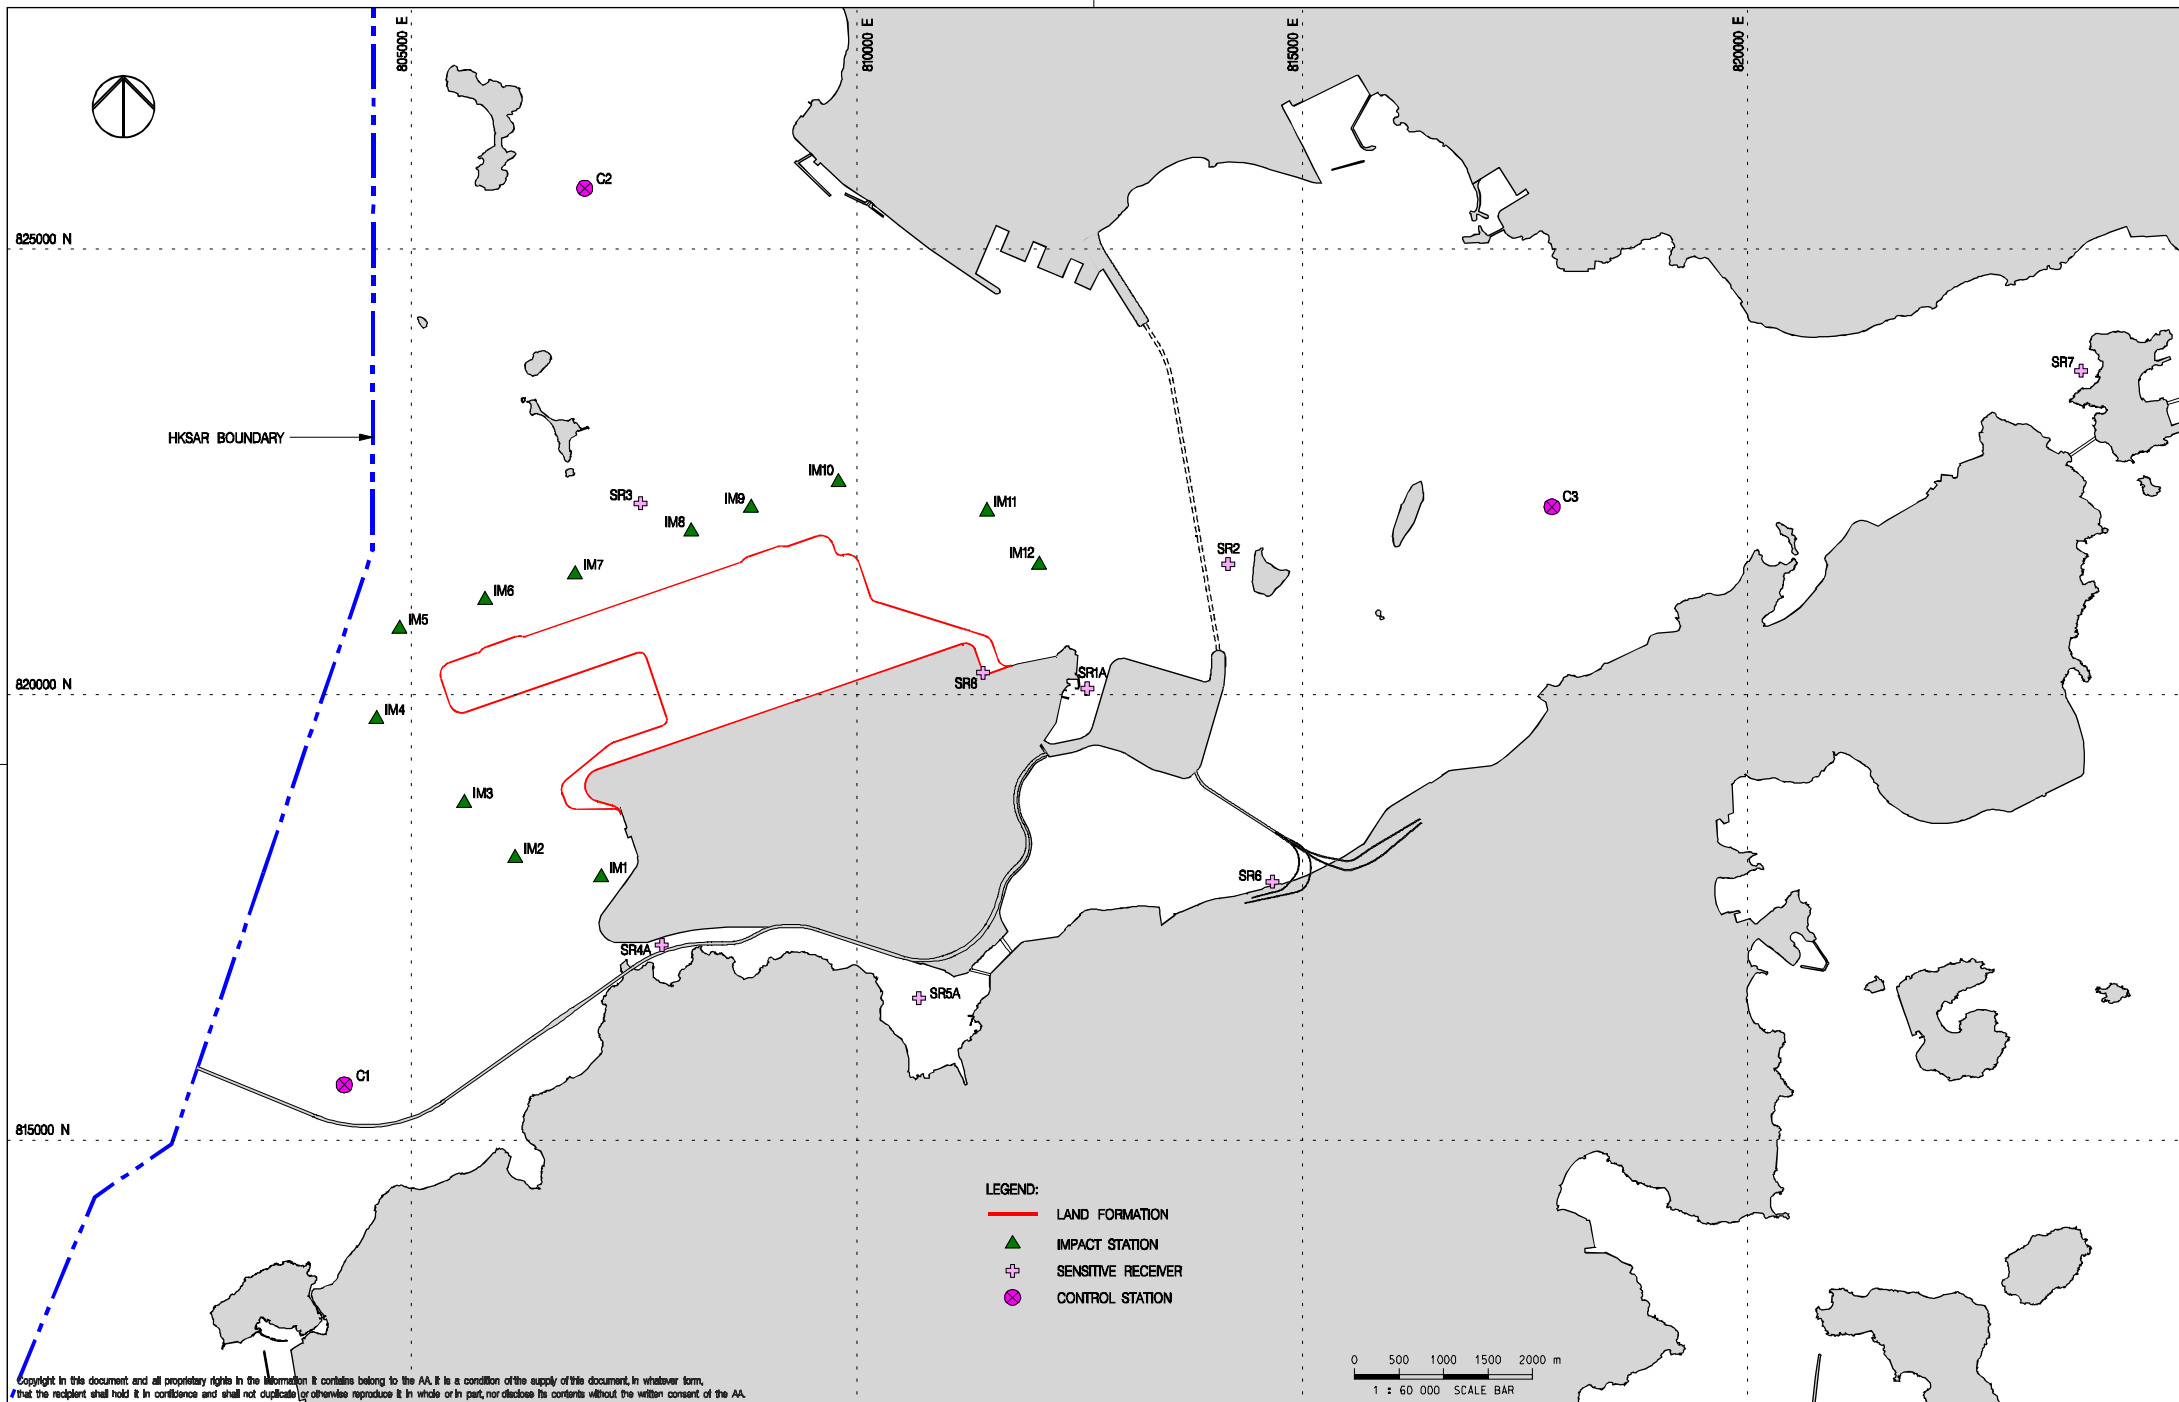 805000 E
810000 E
815000 E
820000 E
C2
825000 N
SR7
HKSAR BOUNDARY
IM10
SR3
IM9
IM11
C3
IM8
IM12
SR2
IM7
IM6
IM5
SR8
SR1A
820000 N
IM4
IM3
IM2
IM1
SR6
SR4A
SR5A
C1
815000 N
LEGEND:
LAND FORMATION
IMPACT STATION
SENSITIVE RECEIVER
CONTROL STATION
0 500 1000 1500 2000 m
1 : 60 000 SCALE BAR
Copyright in this document and all proprietary rights in the information it contains belong to the AA. It is a condition of the supply of this document, in whatever form,
that the recipient shall hold it in confidence and shall not duplicate or otherwise reproduce it in whole or in part, nor disclose its contents without the written consent of the AA.